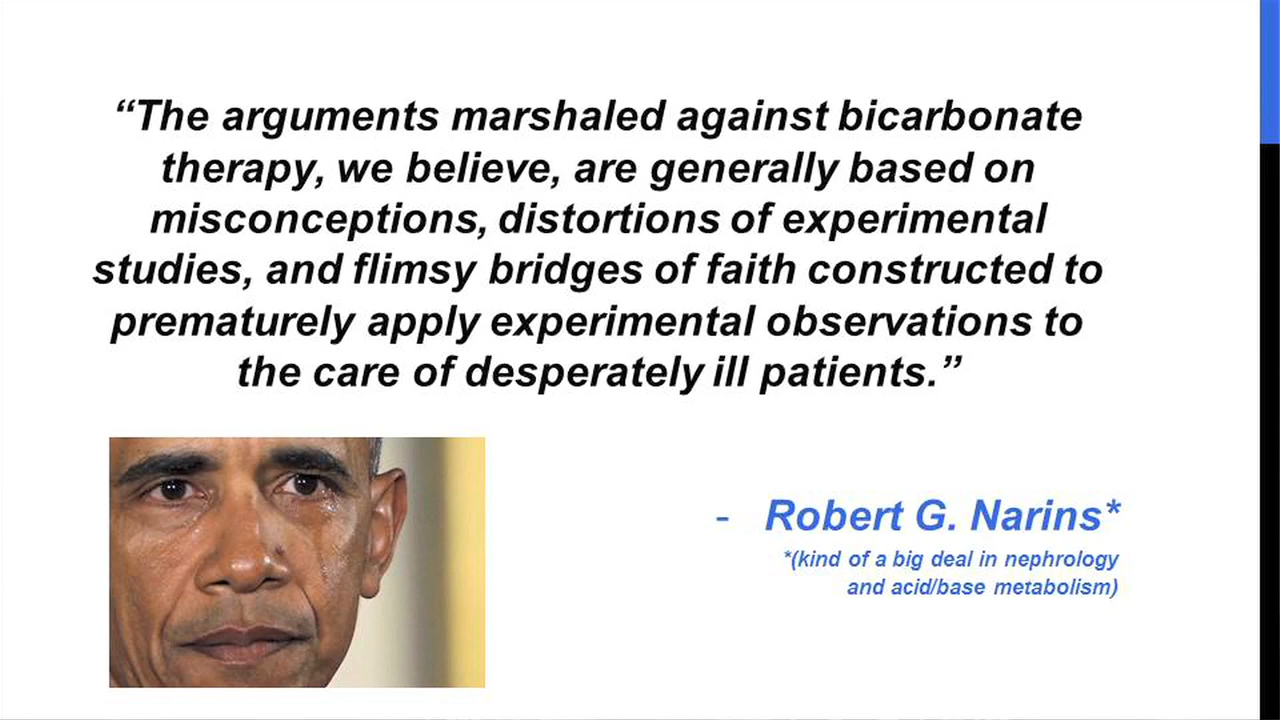 “The arguments marshaled against bicarbonate
therapy, we believe, are generally based on
misconceptions, distortions of experimental
studies, and flimsy bridges of faith constructed to
prematurely apply experimental observations to
the care of desperately ill patients.”
- Robert G. Narins*
*(kind of a big deal in nephrology
and acid/base metabolism)